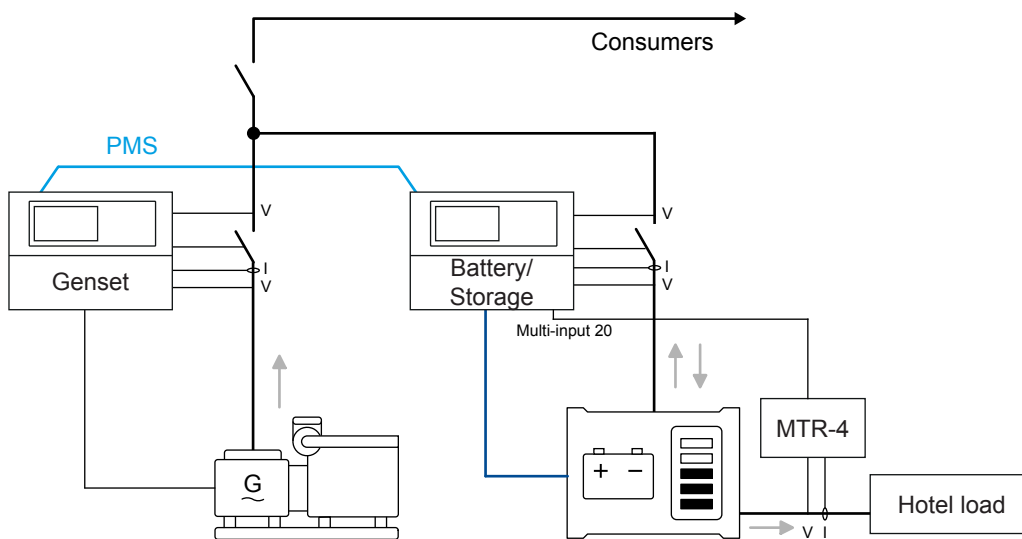 Consumers
PMS
V
V
I
I
V
V
Genset
Battery/
Storage
Multi-input 20
MTR-4
+ −
G
~
Hotel load
V I